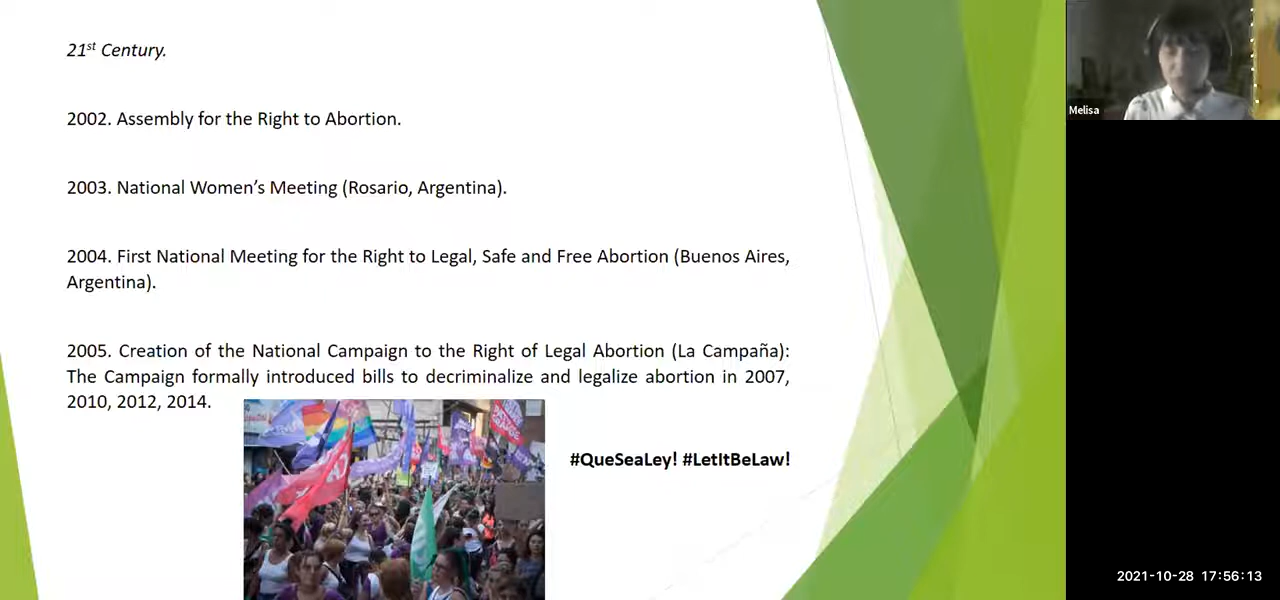 21st Century.
2002. Assembly for the Right to Abortion.
2003. National Women’s Meeting (Rosario, Argentina).
2004. First National Meeting for the Right to Legal, Safe and Free Abortion (Buenos Aires,
Argentina).
2005. Creation of the National Campaign to the Right of Legal Abortion (La Campaña):
The Campaign formally introduced bills to decriminalize and legalize abortion in 2007,
2010, 2012, 2014.
#QueSeaLey! #LetItBeLaw!
Melisa
2021-10-28 17:56:13